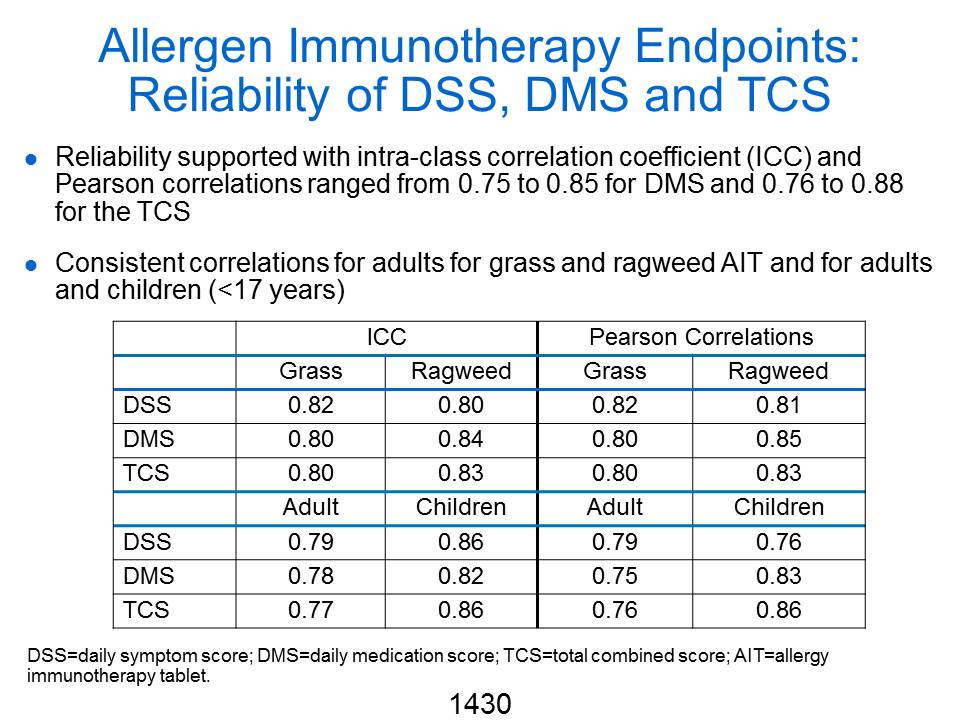 Allergen Immunotherapy Endpoints:
Reliability of DSS, DMS and TCS
● Reliability supported with intra-class correlation coefficient (ICC) and
Pearson correlations ranged from 0.75 to 0.85 for DMS and 0.76 to 0.88
for the TCS
● Consistent correlations for adults for grass and ragweed AIT and for adults
and children (<17 years)
ICC Pearson Correlations
Grass Ragweed Grass Ragweed
DSS 0.82 0.80 0.82 0.81
DMS 0.80 0.84 0.80 0.85
TCS 0.80 0.83 0.80 0.83
Adult Children Adult Children
DSS 0.79 0.86 0.79 0.76
DMS 0.78 0.82 0.75 0.83
TCS 0.77 0.86 0.76 0.86
DSS=daily symptom score; DMS=daily medication score; TCS=total combined score; AIT=allergy
immunotherapy tablet.
1430